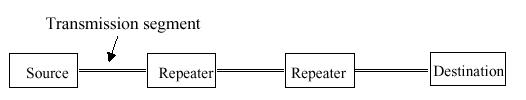 Transmission segment
Source
Repeater
Repeater
Destination